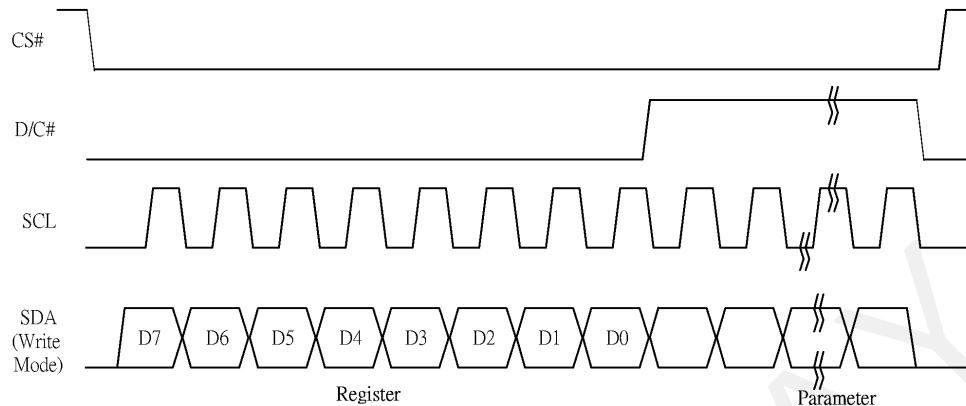 CS#
D/C#
SCL
SDA
(Write
Mode)
D7 D6 D5 D4 D3 D2 D1 D0
Register Parameter